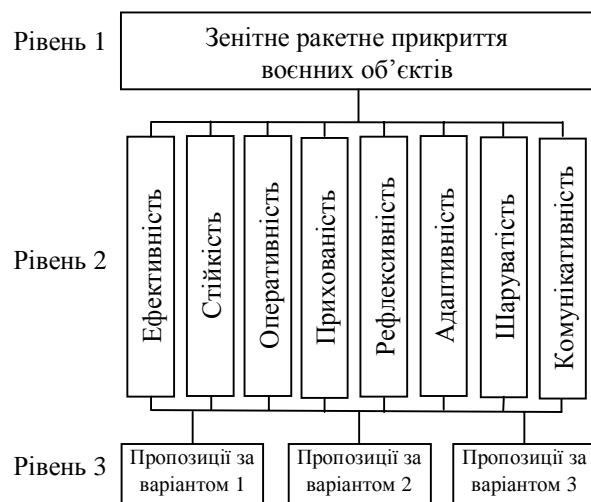 Рівень 1
Зенітне ракетне прикриття
воєнних об’єктів
Рівень 2
Ефективність
Стійкість
Оперативність
Прихованість
Рефлексивність
Адаптивність
Шаруватість
Комунікативність
Рівень 3
Пропозиції за
варіантом 1
Пропозиції за
варіантом 2
Пропозиції за
варіантом 3